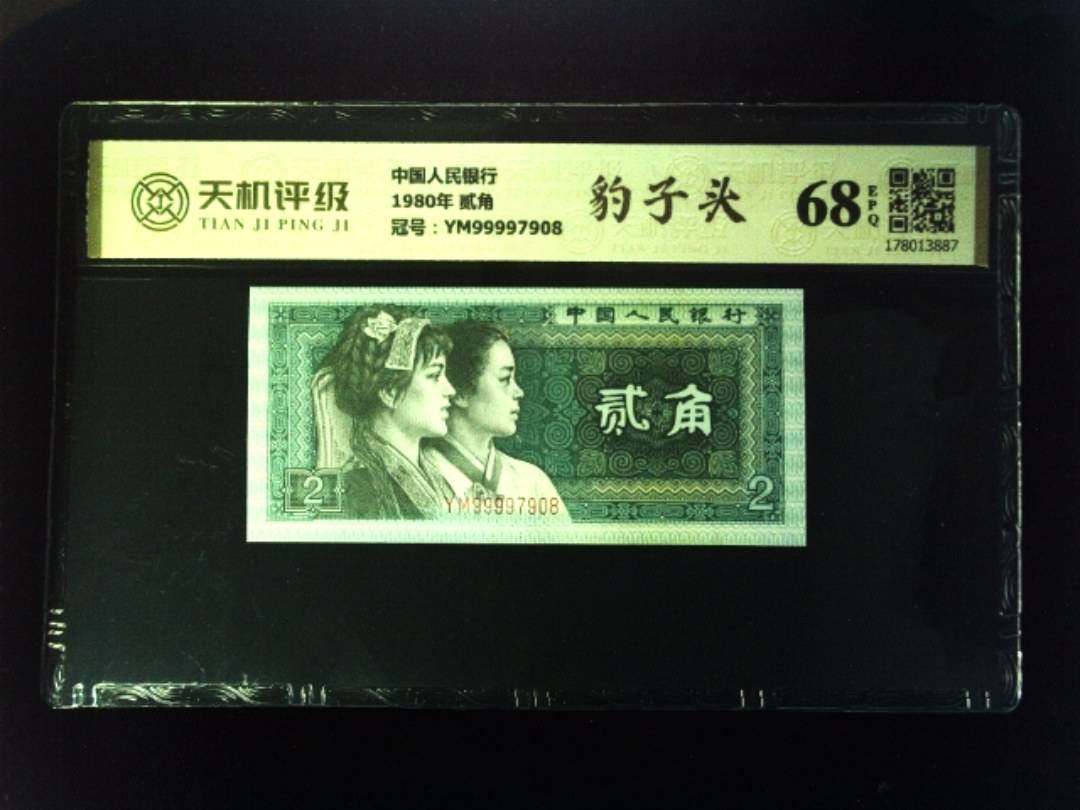 天机评级
TIAN JI PING JI
中国人民银行
1980年 贰角
冠号：YM99997908
豹子头
68
EPQ
178013887
中国人民银行
贰角
2
YM99997908
2